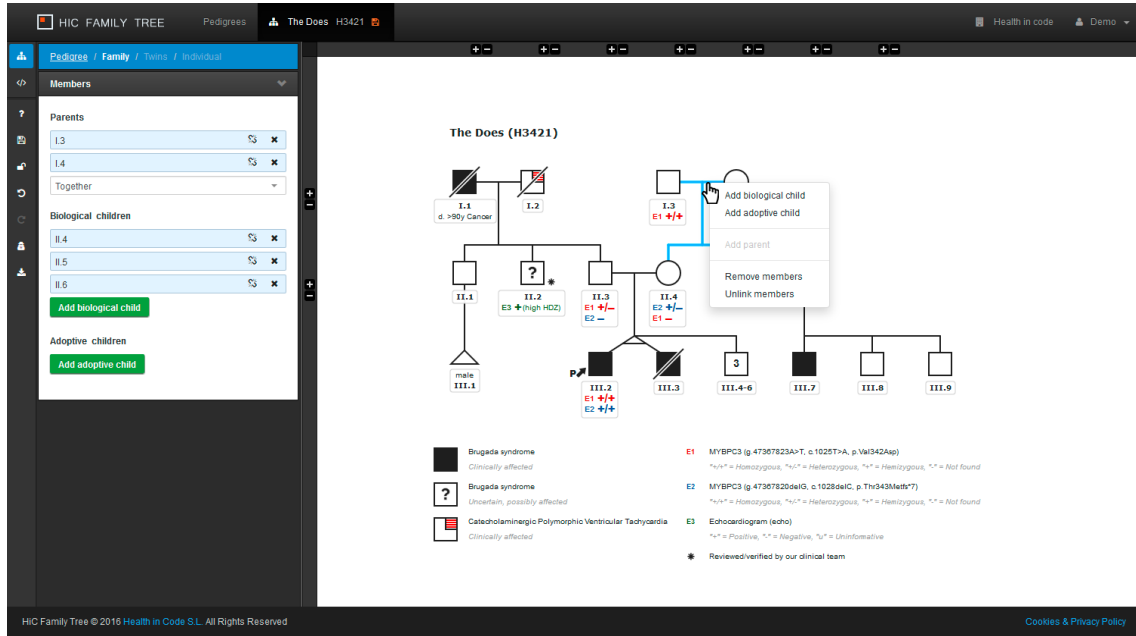 HIC FAMILY TREE
Pedigrees
The Does H3421
Health in code
Demo
Pedigree / Family / Twins / Individual
Members
Parents
I.3
I.4
Together
Biological children
II.4
II.5
II.6
Add biological child
Adoptive children
Add adoptive child
The Does (H3421)
I.1
d. >90y Cancer
I.2
I.3
E1 +/+
Add biological child
Add adoptive child
Add parent
Remove members
Unlink members
?
II.1
II.2
E3 + (high HDZ)
II.3
E1 +/−
E2 −
II.4
E2 +/−
E1 −
male
III.1
P
III.2
E1 +/+
E2 +/+
III.3
3
III.4-6
III.7
III.8
III.9
Brugada syndrome
Clinically affected
?
Brugada syndrome
Uncertain, possibly affected
Catecholaminergic Polymorphic Ventricular Tachycardia
Clinically affected
E1 MYBPC3 (g.47367823A>T, c.1025T>A, p.Val342Asp)
"+/+" = Homozygous, "+/-" = Heterozygous, "+" = Hemizygous, "-" = Not found
E2 MYBPC3 (g.47367820delG, c.1028delC, p.Thr343Metfs*7)
"+/+" = Homozygous, "+/-" = Heterozygous, "+" = Hemizygous, "-" = Not found
E3 Echocardiogram (echo)
"+" = Positive, "-" = Negative, "u" = Uninformative
✷ Reviewed/verified by our clinical team
HiC Family Tree © 2016 Health in Code S.L. All Rights Reserved
Cookies & Privacy Policy